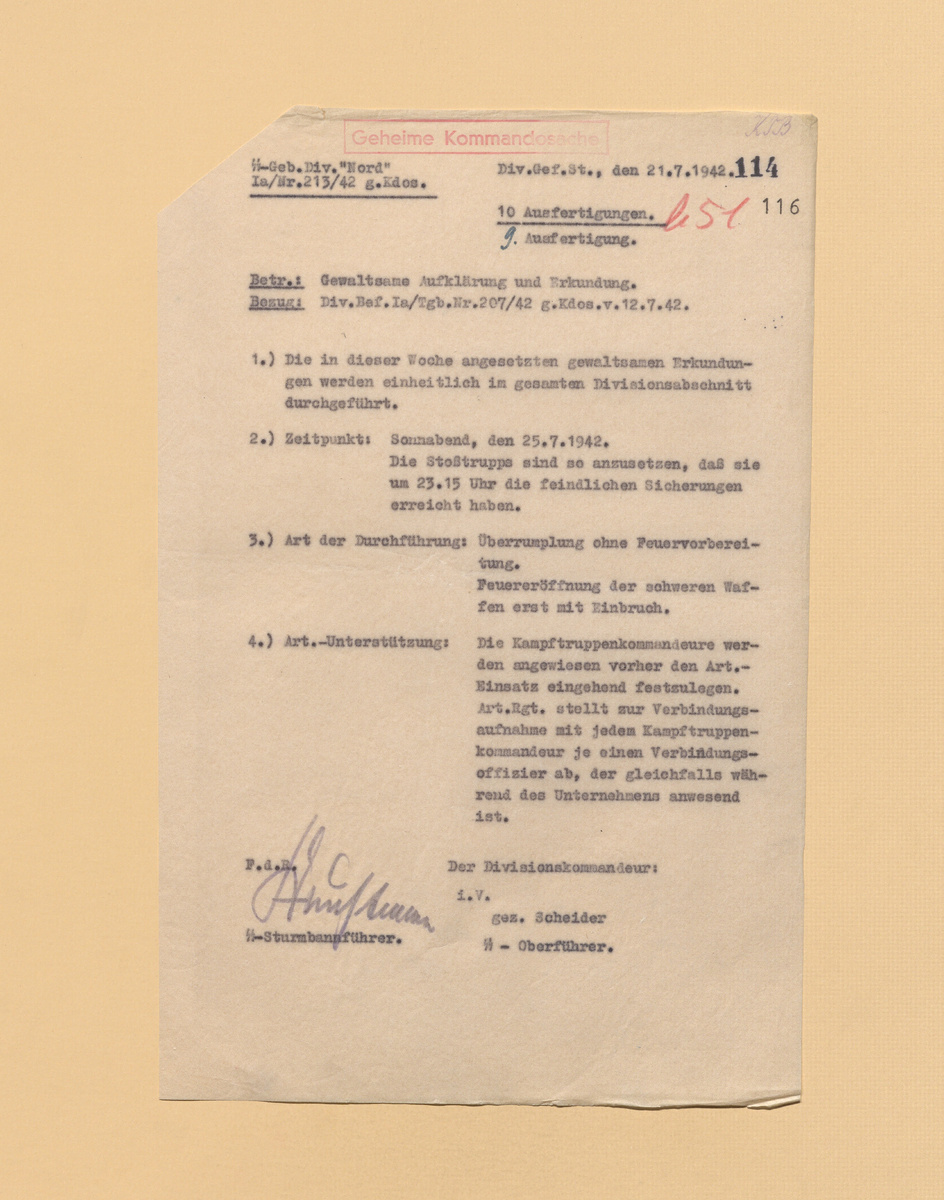 Geheime Kommandosache
ᛋᛋ-Geb.Div."Nord"
Ia/Nr.213/42 g.Kdos.
Div.Gef.St., den 21.7.1942.
114
116
10 Ausfertigungen.
9. Ausfertigung.
Betr.: Gewaltsame Aufklärung und Erkundung.
Bezug: Div.Bef.Ia/Tgb.Nr.207/42 g.Kdos.v.12.7.42.
1.) Die in dieser Woche angesetzten gewaltsamen Erkundun-
gen werden einheitlich im gesamten Divisionsabschnitt
durchgeführt.
2.) Zeitpunkt: Sonnabend, den 25.7.1942.
Die Stoßtrupps sind so anzusetzen, daß sie
um 23.15 Uhr die feindlichen Sicherungen
erreicht haben.
3.) Art der Durchführung: Überrumplung ohne Feuervorberei-
tung.
Feuereröffnung der schweren Waf-
fen erst mit Einbruch.
4.) Art.-Unterstützung: Die Kampftruppenkommandeure wer-
den angewiesen vorher den Art.-
Einsatz eingehend festzulegen.
Art.Rgt. stellt zur Verbindungs-
aufnahme mit jedem Kampftruppen-
kommandeur je einen Verbindungs-
offizier ab, der gleichfalls wäh-
rend des Unternehmens anwesend
ist.
F.d.R.
ᛋᛋ-Sturmbannführer.
Der Divisionskommandeur:
i.V.
gez. Scheider
ᛋᛋ - Oberführer.